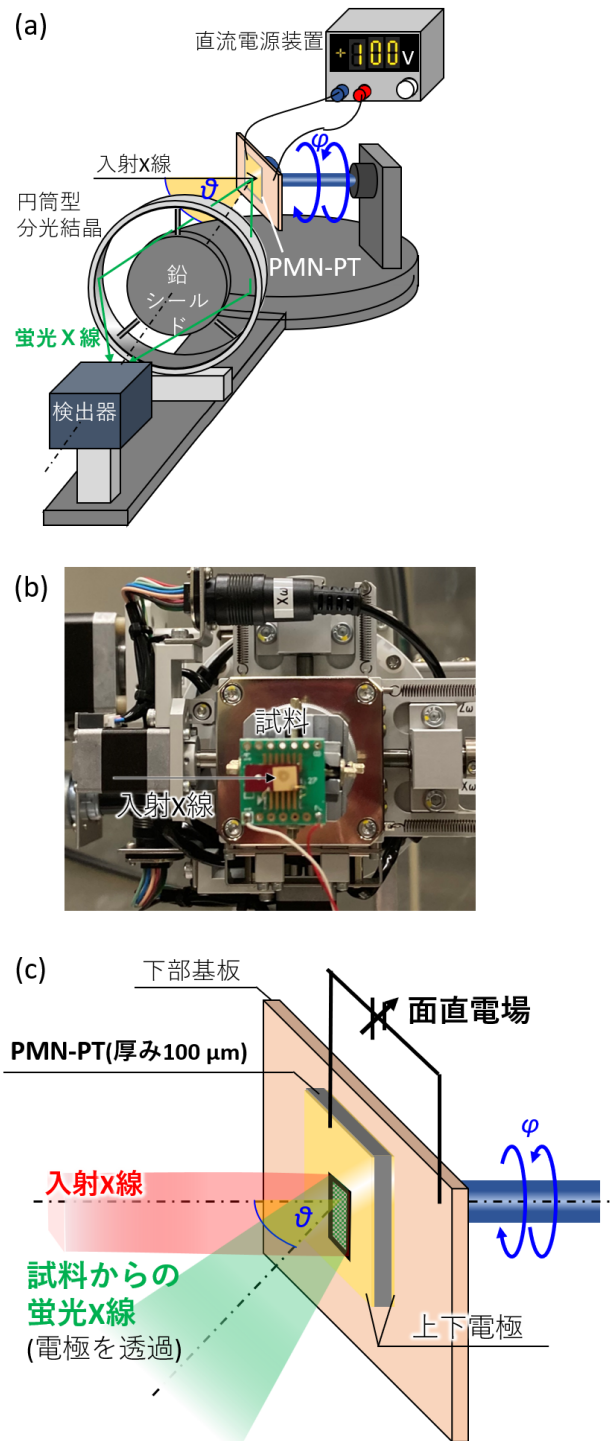 (a)
直流電源装置
+100V
φ
入射X線
θ
円筒型
分光結晶
PMN-PT
鉛
シール
ド
蛍光X線
検出器
(b)
Xω
試料
入射X線
27
Xω
(c)
下部基板
面直電場
PMN-PT(厚み100 μm)
φ
入射X線
θ
試料からの
蛍光X線
(電極を透過)
上下電極